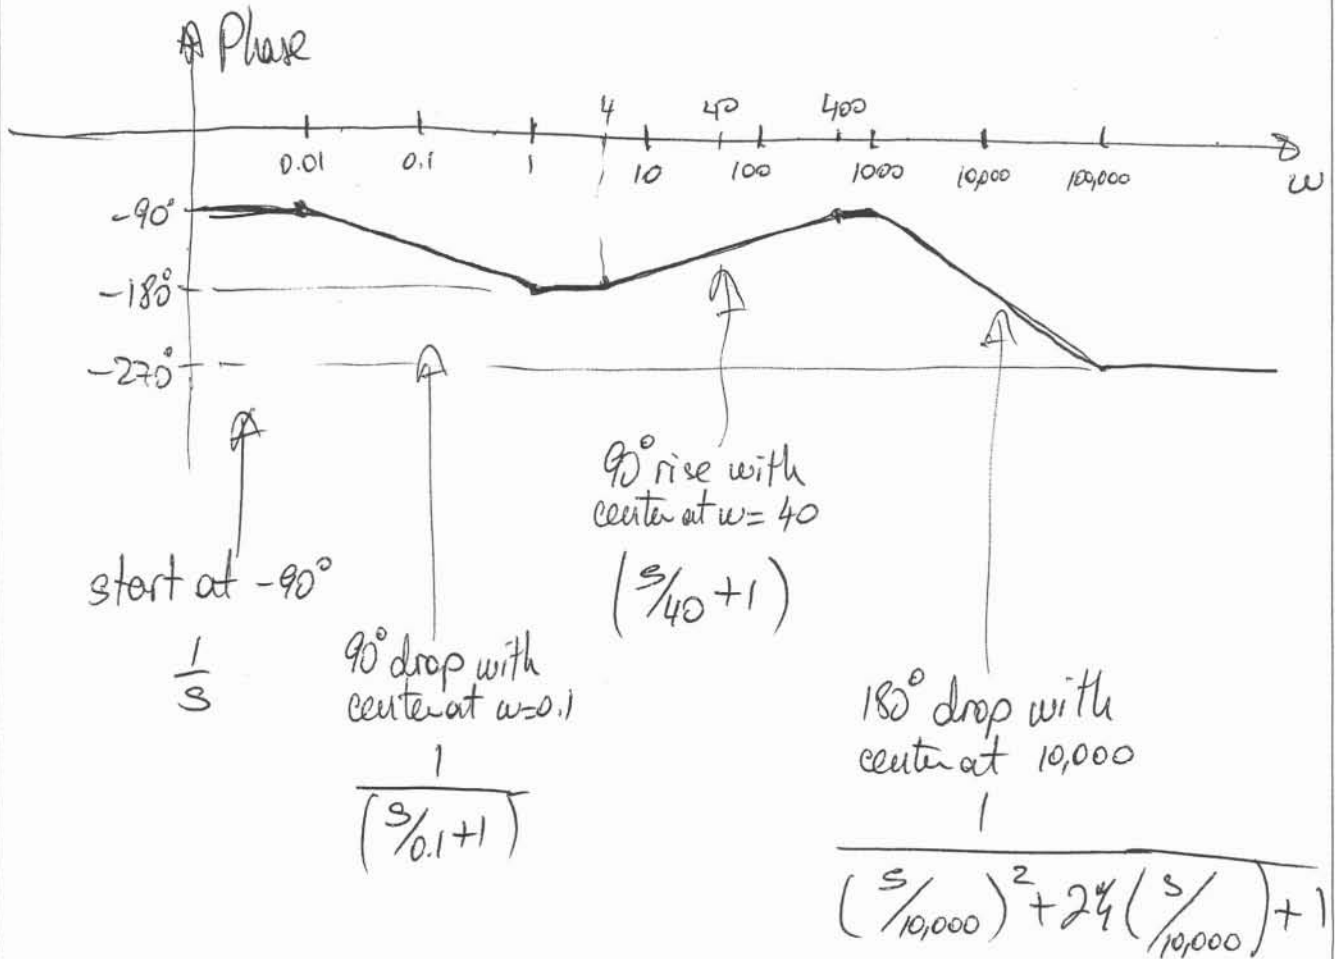 Phase
4 40 400
0.01 0.1 1 10 100 1000 10,000 100,000
ω
-90°
-180°
-270°
start at -90°
1
S
90° drop with
center at ω=0.1
1
(S/0.1 +1)
90° rise with
center at ω= 40
(S/40 +1)
180° drop with
center at 10,000
1
(S/10,000)² + 2ξ(S/10,000) + 1